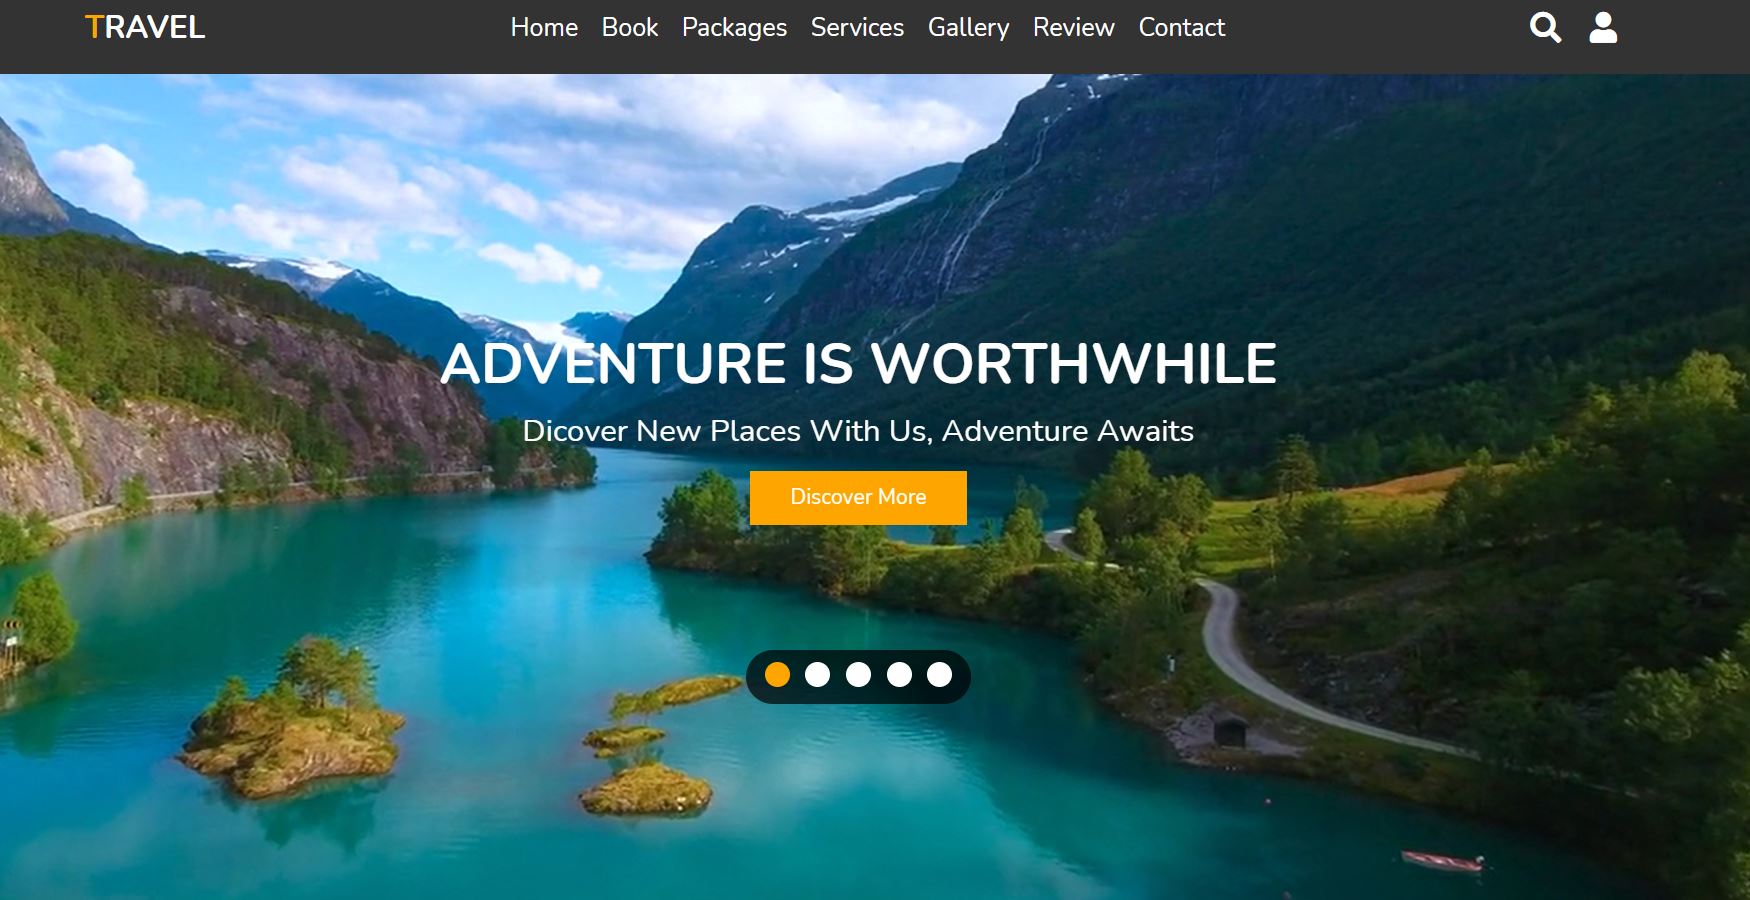 TRAVEL
Home Book Packages Services Gallery Review Contact
ADVENTURE IS WORTHWHILE
Dicover New Places With Us, Adventure Awaits
Discover More